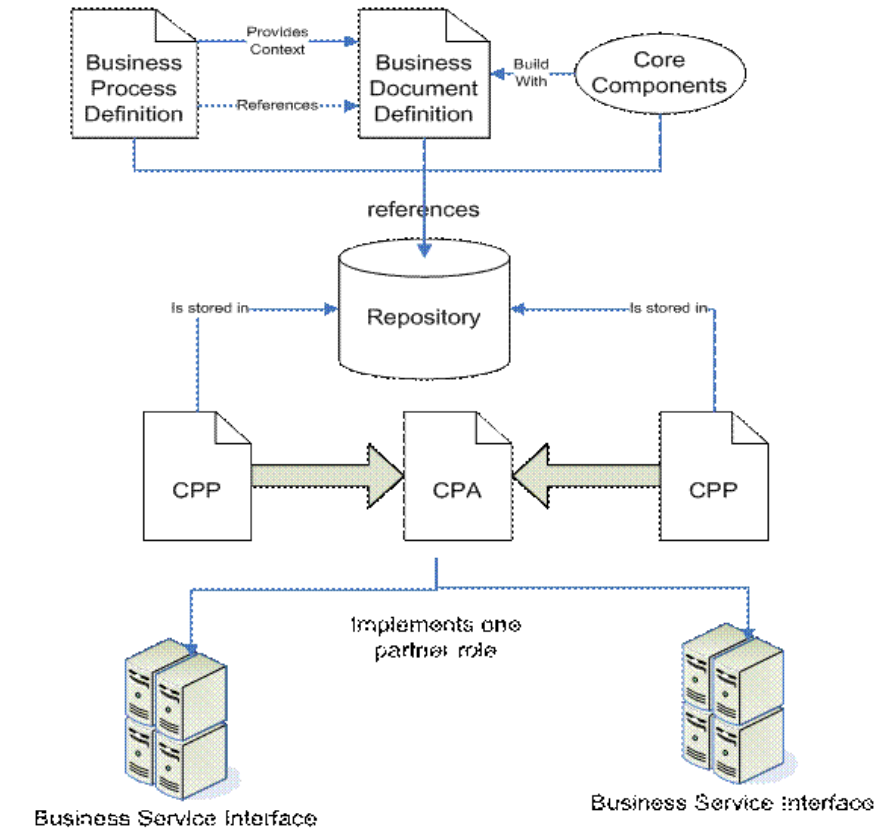 Provides
Context
Business
Process
Definition
Business
Document
Definition
Build
With
Core
Components
References
references
Repository
Is stored in
Is stored in
CPP
CPA
CPP
Implements one
partner role
Business Service Interface
Business Service Interface